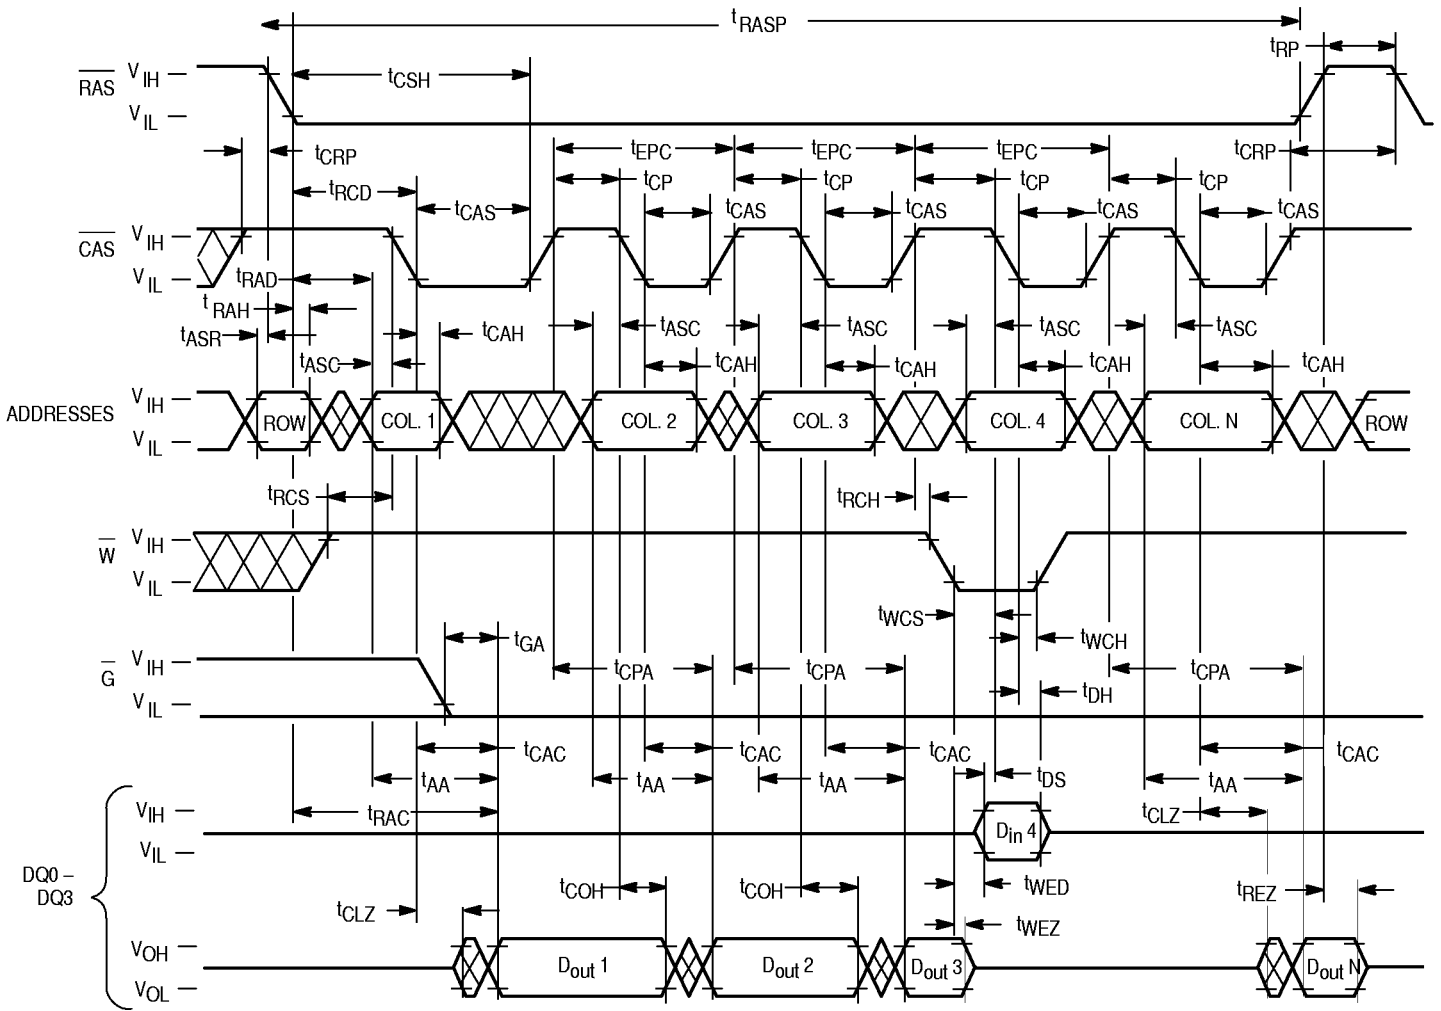 tRASP
tRP
RAS VIH
VIL
tCSH
tCRP tEPC tEPC tEPC tCRP
tRCD tCP tCP tCP tCP
tCAS tCAS tCAS tCAS tCAS
CAS VIH
VIL
tRAD
tRAH
tASR tCAH tASC tASC tASC tASC
tASC tCAH tCAH tCAH tCAH
ADDRESSES VIH
VIL
ROW COL. 1 COL. 2 COL. 3 COL. 4 COL. N ROW
tRCS tRCH
W VIH
VIL
tWCS
tGA tWCH
G VIH
VIL
tCPA tCPA tCPA
tDH
tCAC tCAC tCAC tCAC
tAA tAA tAA tDS tAA
tRAC tCLZ
VIH
VIL
Din 4
DQ0 –
DQ3
tCOH tCOH tWED tREZ
tCLZ tWEZ
VOH
VOL
Dout 1 Dout 2 Dout 3 Dout N